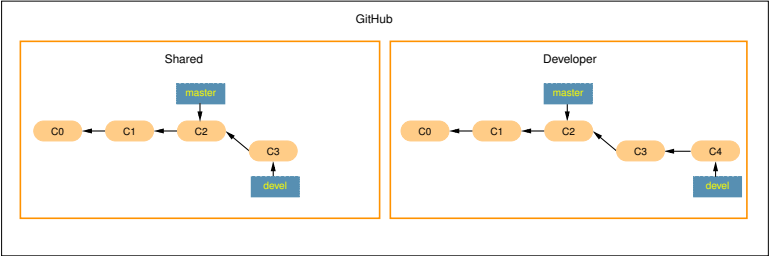 GitHub
Shared
master
C0
C1
C2
C3
devel
Developer
master
C0
C1
C2
C3
C4
devel